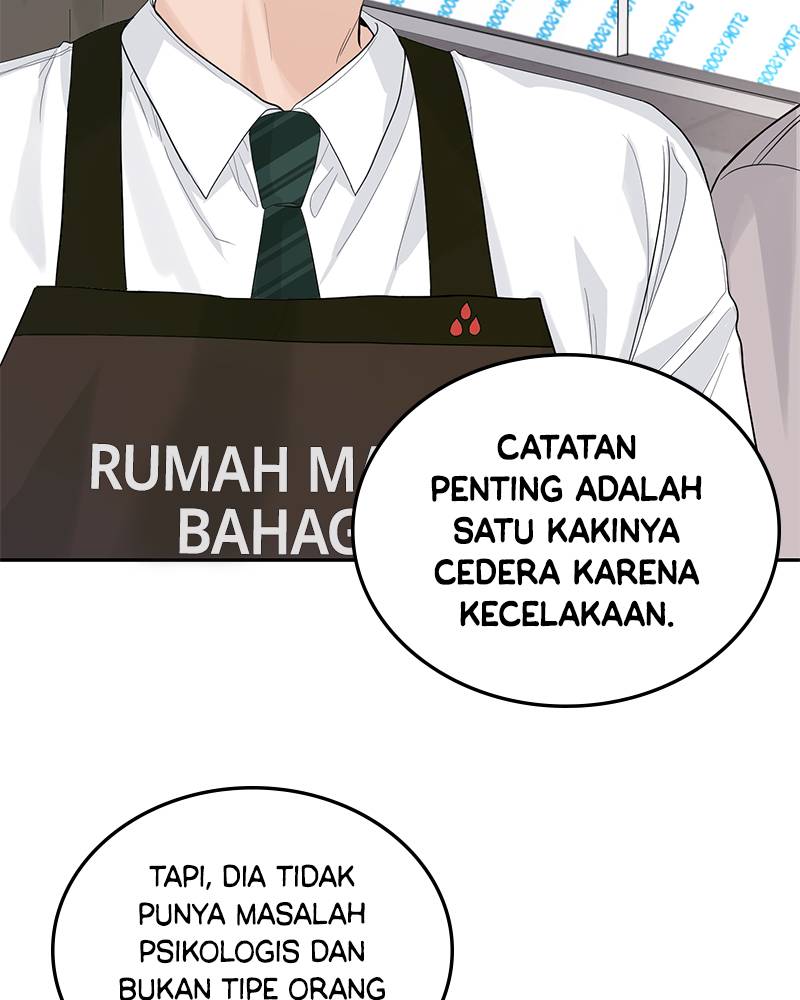 RUMAH MA
BAHAG
CATATAN
PENTING ADALAH
SATU KAKINYA
CEDERA KARENA
KECELAKAAN.
TAPI, DIA TIDAK
PUNYA MASALAH
PSIKOLOGIS DAN
BUKAN TIPE ORANG